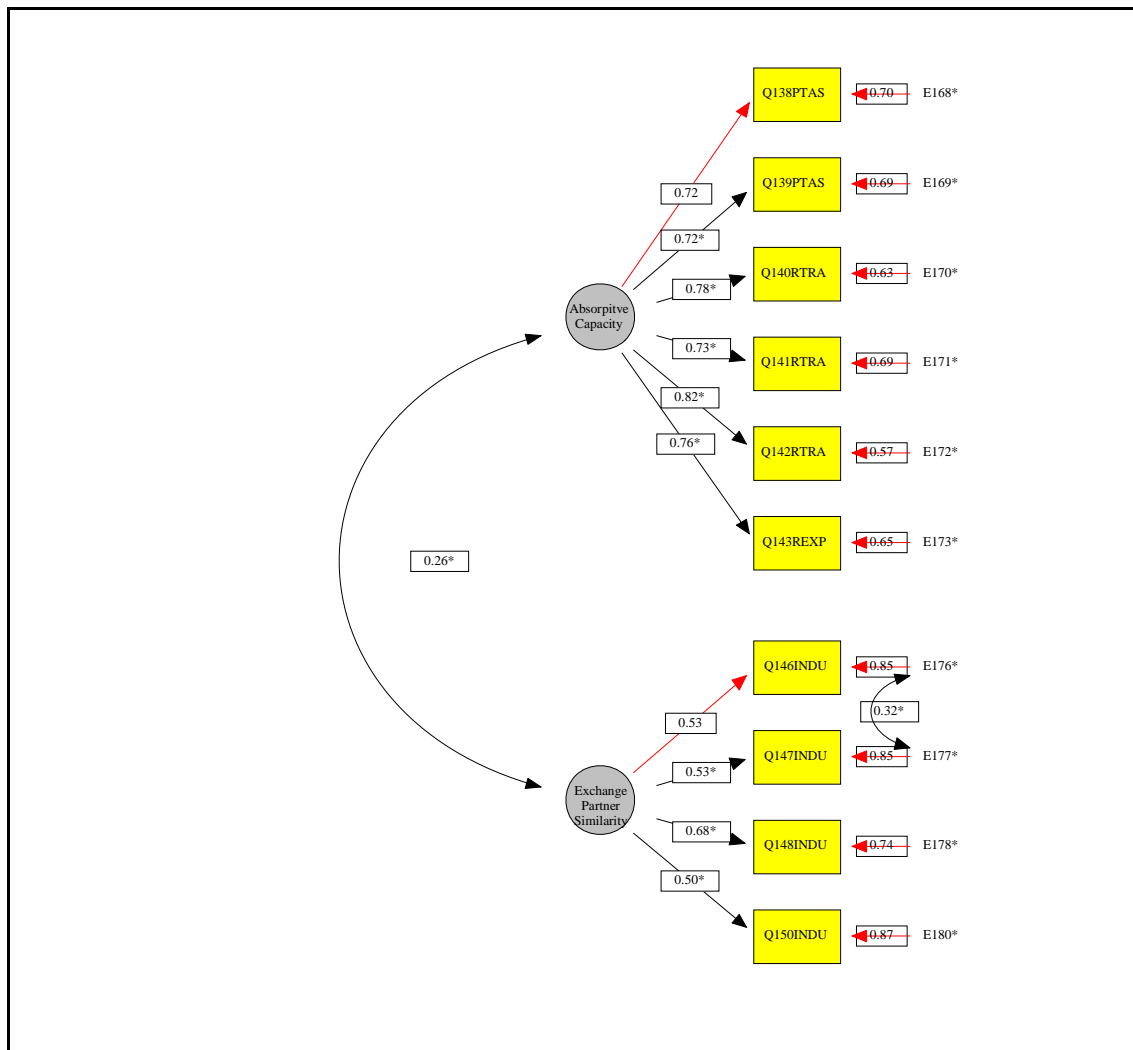 Q138PTAS
0.70
E168*
0.72
Q139PTAS
0.69
E169*
0.72*
Q140RTRA
0.63
E170*
0.78*
Absorpitve
Capacity
0.73*
Q141RTRA
0.69
E171*
0.82*
Q142RTRA
0.57
E172*
0.76*
Q143REXP
0.65
E173*
0.26*
Q146INDU
0.85
E176*
0.32*
0.53
Q147INDU
0.85
E177*
0.53*
Exchange
Partner
Similarity
0.68*
Q148INDU
0.74
E178*
0.50*
Q150INDU
0.87
E180*